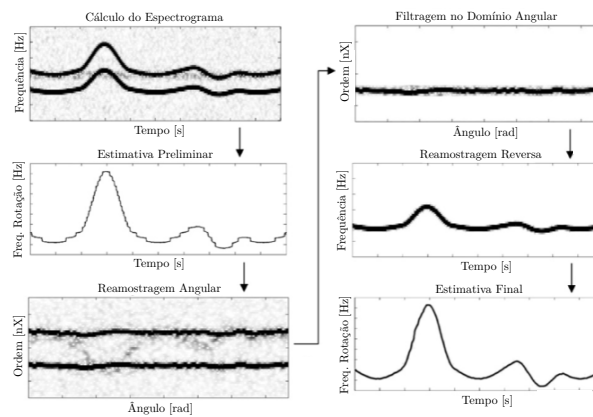 Cálculo do Espectrograma
Frequência [Hz]
Tempo [s]
Estimativa Preliminar
Freq. Rotação [Hz]
Tempo [s]
Reamostragem Angular
Ordem [nX]
Ângulo [rad]
Filtragem no Domínio Angular
Ordem [nX]
Ângulo [rad]
Reamostragem Reversa
Frequência [Hz]
Tempo [s]
Estimativa Final
Freq. Rotação [Hz]
Tempo [s]